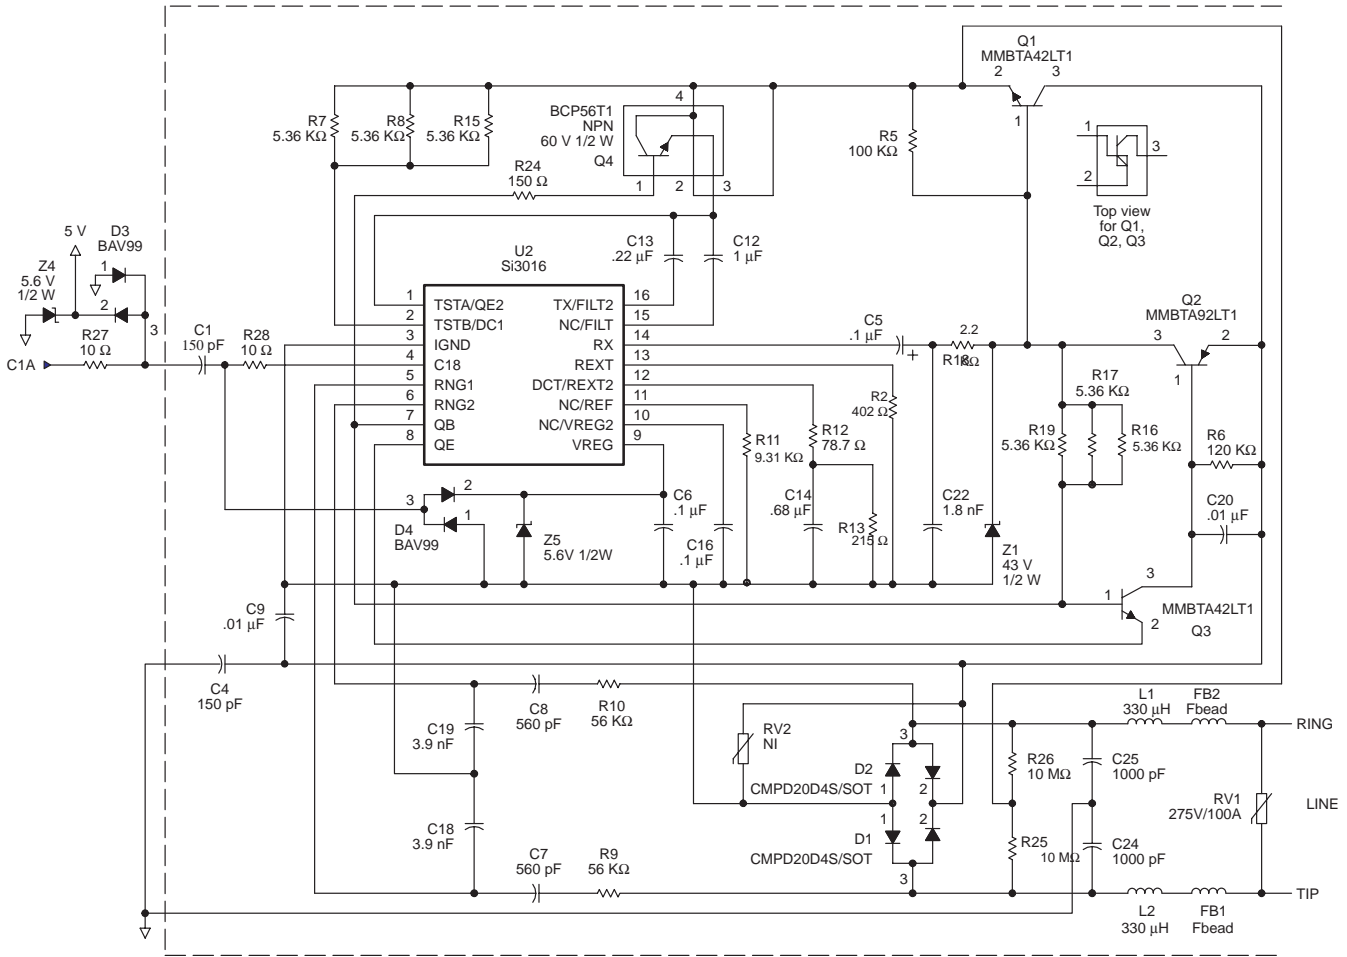 Q1
MMBTA42LT1
2 3
1
R7
5.36 KΩ
R8
5.36 KΩ
R15
5.36 KΩ
4
BCP56T1
NPN
60 V 1/2 W
Q4
1 2 3
R24
150 Ω
R5
100 KΩ
1
3
2
Top view
for Q1,
Q2, Q3
5 V
D3
BAV99
Z4
5.6 V
1/2 W
1
2
3
R27
10 Ω
C1A
C1
150 pF
R28
10 Ω
U2
Si3016
C13
.22 µF
C12
1 µF
1 TSTA/QE2 TX/FILT2 16
2 TSTB/DC1 NC/FILT 15
3 IGND RX 14
4 C18 REXT 13
5 RNG1 DCT/REXT2 12
6 RNG2 NC/REF 11
7 QB NC/VREG2 10
8 QE VREG 9
C5
.1 µF
+
2.2
R18
KΩ
Q2
MMBTA92LT1
3 2
1
R17
5.36 KΩ
R19
5.36 KΩ
R16
5.36 KΩ
R6
120 KΩ
C20
.01 µF
R2
402 Ω
R11
9.31 KΩ
R12
78.7 Ω
C14
.68 µF
R13
215 Ω
C22
1.8 nF
Z1
43 V
1/2 W
3
2
1
D4
BAV99
Z5
5.6V 1/2W
C6
.1 µF
C16
.1 µF
1
3
2
MMBTA42LT1
Q3
C9
.01 µF
C4
150 pF
C8
560 pF
R10
56 KΩ
C19
3.9 nF
C18
3.9 nF
C7
560 pF
R9
56 KΩ
RV2
NI
3
D2
CMPD20D4S/SOT
1 2
1 2
D1
CMPD20D4S/SOT
3
R26
10 MΩ
R25
10 MΩ
C25
1000 pF
C24
1000 pF
L1
330 µH
FB2
Fbead
RING
RV1
275V/100A
LINE
TIP
L2
330 µH
FB1
Fbead